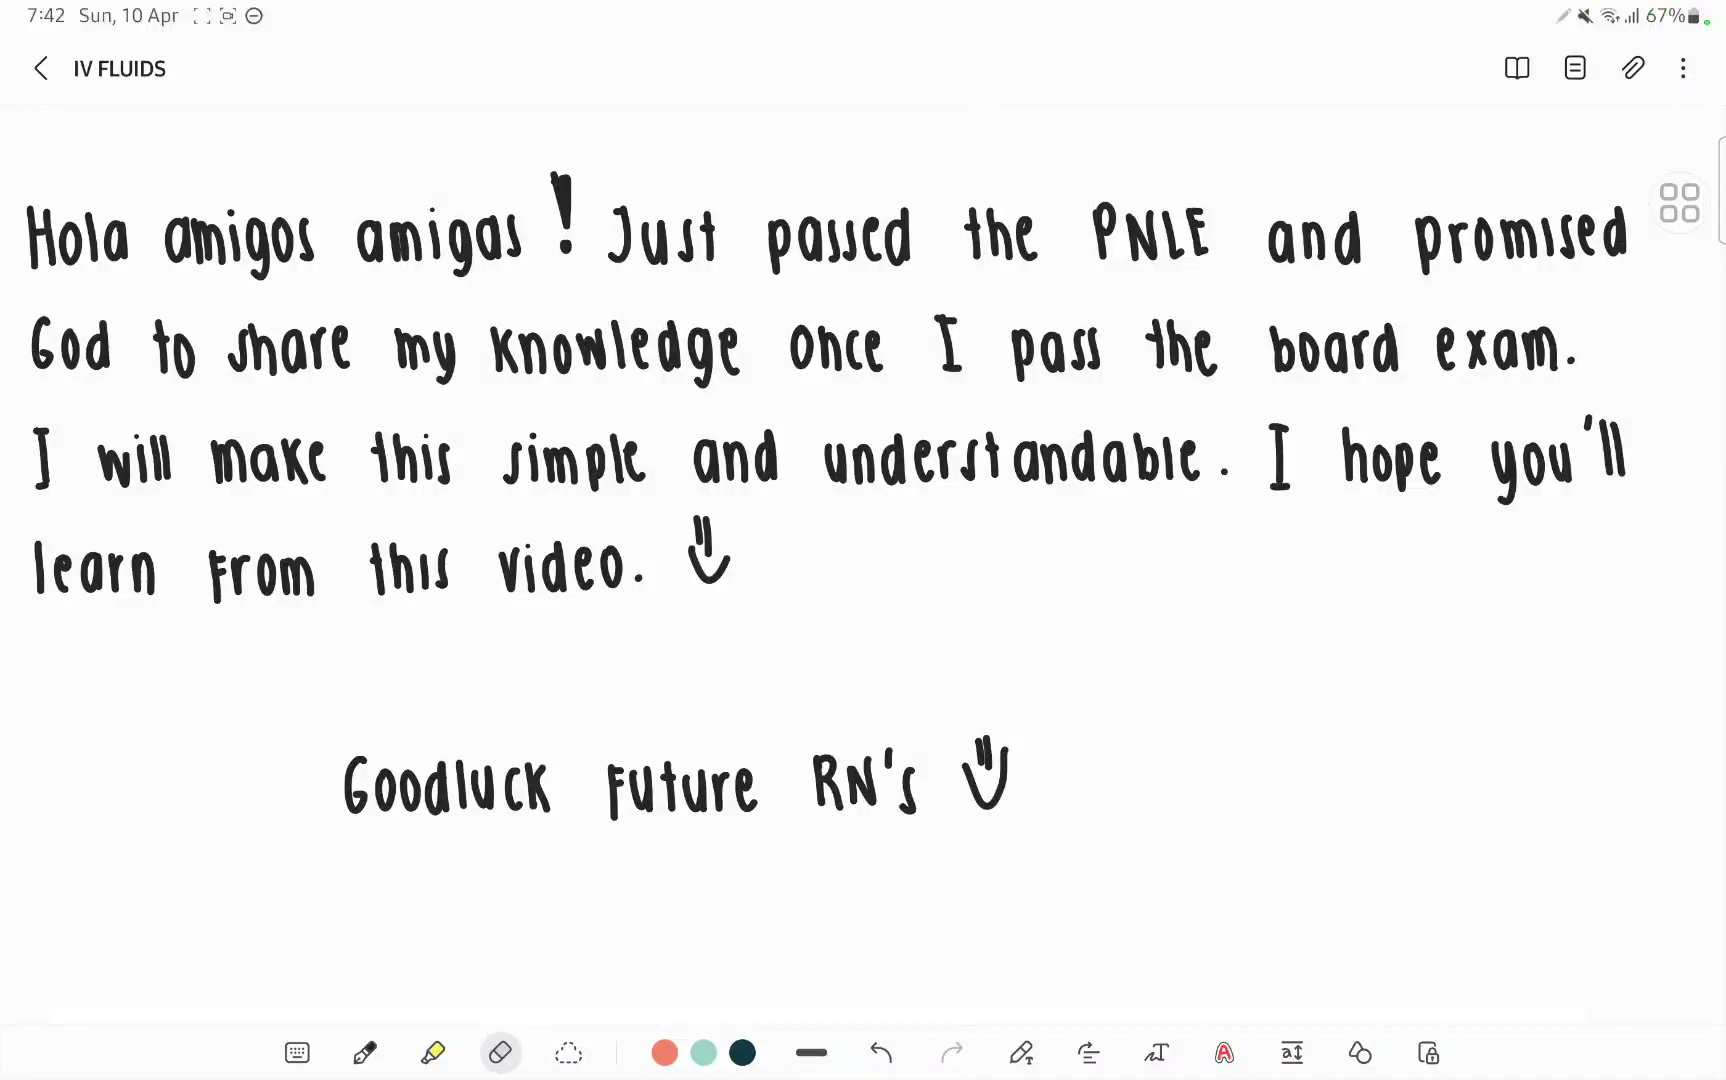 7:42 Sun, 10 Apr 67%
IV FLUIDS
Hola amigos amigas! Just passed the PNLE and promised
God to share my knowledge once I pass the board exam.
I will make this simple and understandable. I hope you'll
learn from this video.
Goodluck Future RN's